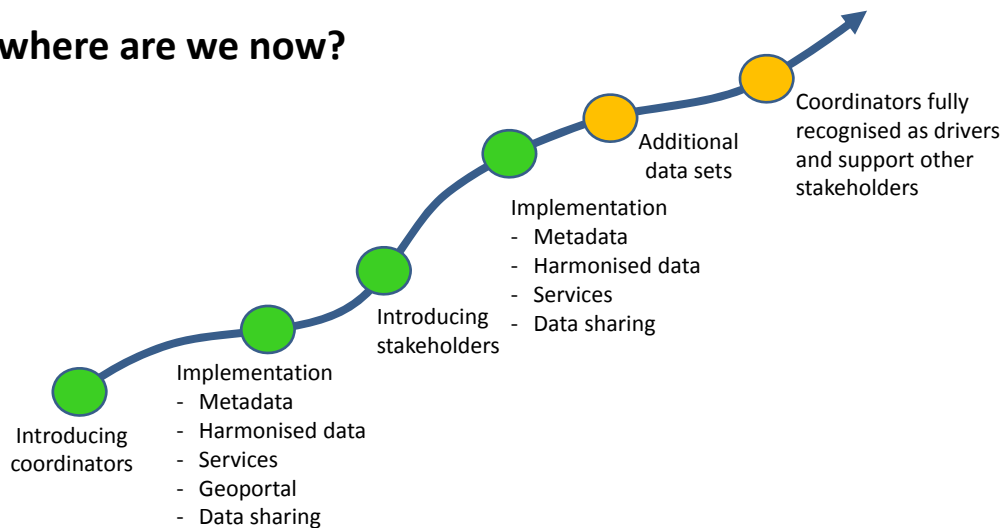 where are we now?
Introducing
coordinators
Implementation
- Metadata
- Harmonised data
- Services
- Geoportal
- Data sharing
Introducing
stakeholders
Implementation
- Metadata
- Harmonised data
- Services
- Data sharing
Additional
data sets
Coordinators fully
recognised as drivers
and support other
stakeholders